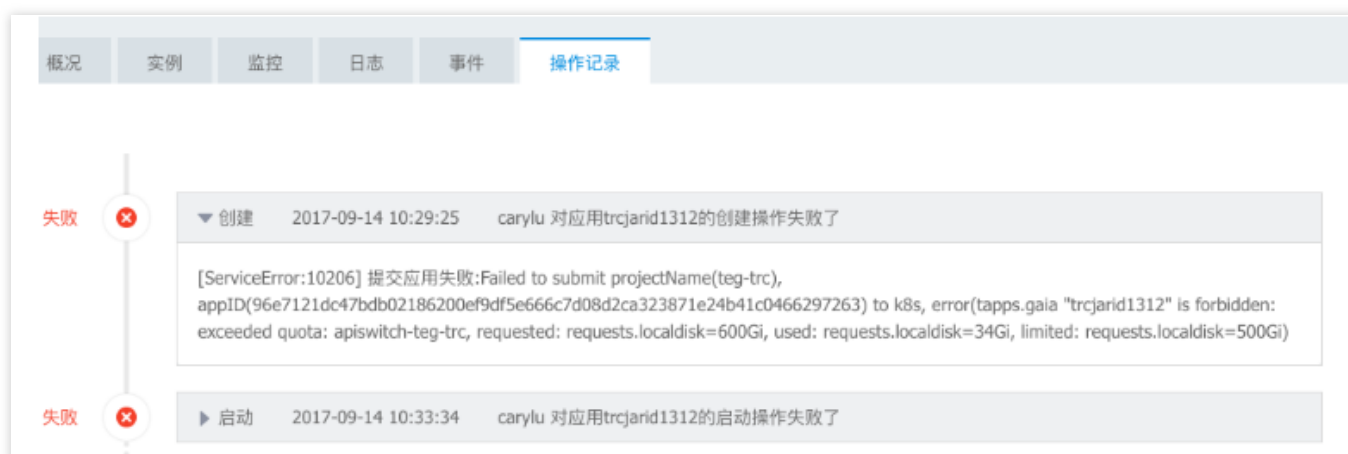 概况 实例 监控 日志 事件 操作记录
失败 创建 2017-09-14 10:29:25 carylu 对应用trcjarid1312的创建操作失败了
[ServiceError:10206] 提交应用失败:Failed to submit projectName(teg-trc),
appID(96e7121dc47bdb02186200ef9df5e666c7d08d2ca323871e24b41c0466297263) to k8s, error(tapps.gaia "trcjarid1312" is forbidden:
exceeded quota: apiswitch-teg-trc, requested: requests.localdisk=600Gi, used: requests.localdisk=34Gi, limited: requests.localdisk=500Gi)
失败 启动 2017-09-14 10:33:34 carylu 对应用trcjarid1312的启动操作失败了